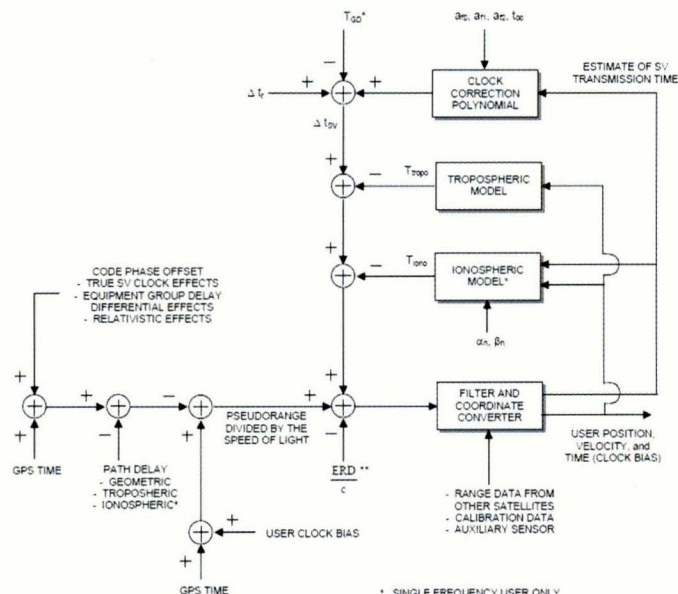 T_GD*
a_f0, a_f1, a_f2, t_oc
ESTIMATE OF SV
TRANSMISSION TIME
−
Δ t_r
+
+
CLOCK
CORRECTION
POLYNOMIAL
Δ t_SV
+
−
T_Tropo
TROPOSPHERIC
MODEL
+
−
T_iono
IONOSPHERIC
MODEL*
α_n, β_n
CODE PHASE OFFSET
- TRUE SV CLOCK EFFECTS
- EQUIPMENT GROUP DELAY
DIFFERENTIAL EFFECTS
- RELATIVISTIC EFFECTS
+
+
−
+
+
FILTER AND
COORDINATE
CONVERTER
+
−
+
−
PSEUDORANGE
DIVIDED BY THE
SPEED OF LIGHT
USER POSITION,
VELOCITY, and
TIME (CLOCK BIAS)
GPS TIME
PATH DELAY
- GEOMETRIC
- TROPOSHERIC
- IONOSPHERIC*
ERD **
c
- RANGE DATA FROM
OTHER SATELLITES
- CALIBRATION DATA
- AUXILIARY SENSOR
+
USER CLOCK BIAS
+
GPS TIME
* SINGLE FREQUENCY USER ONLY